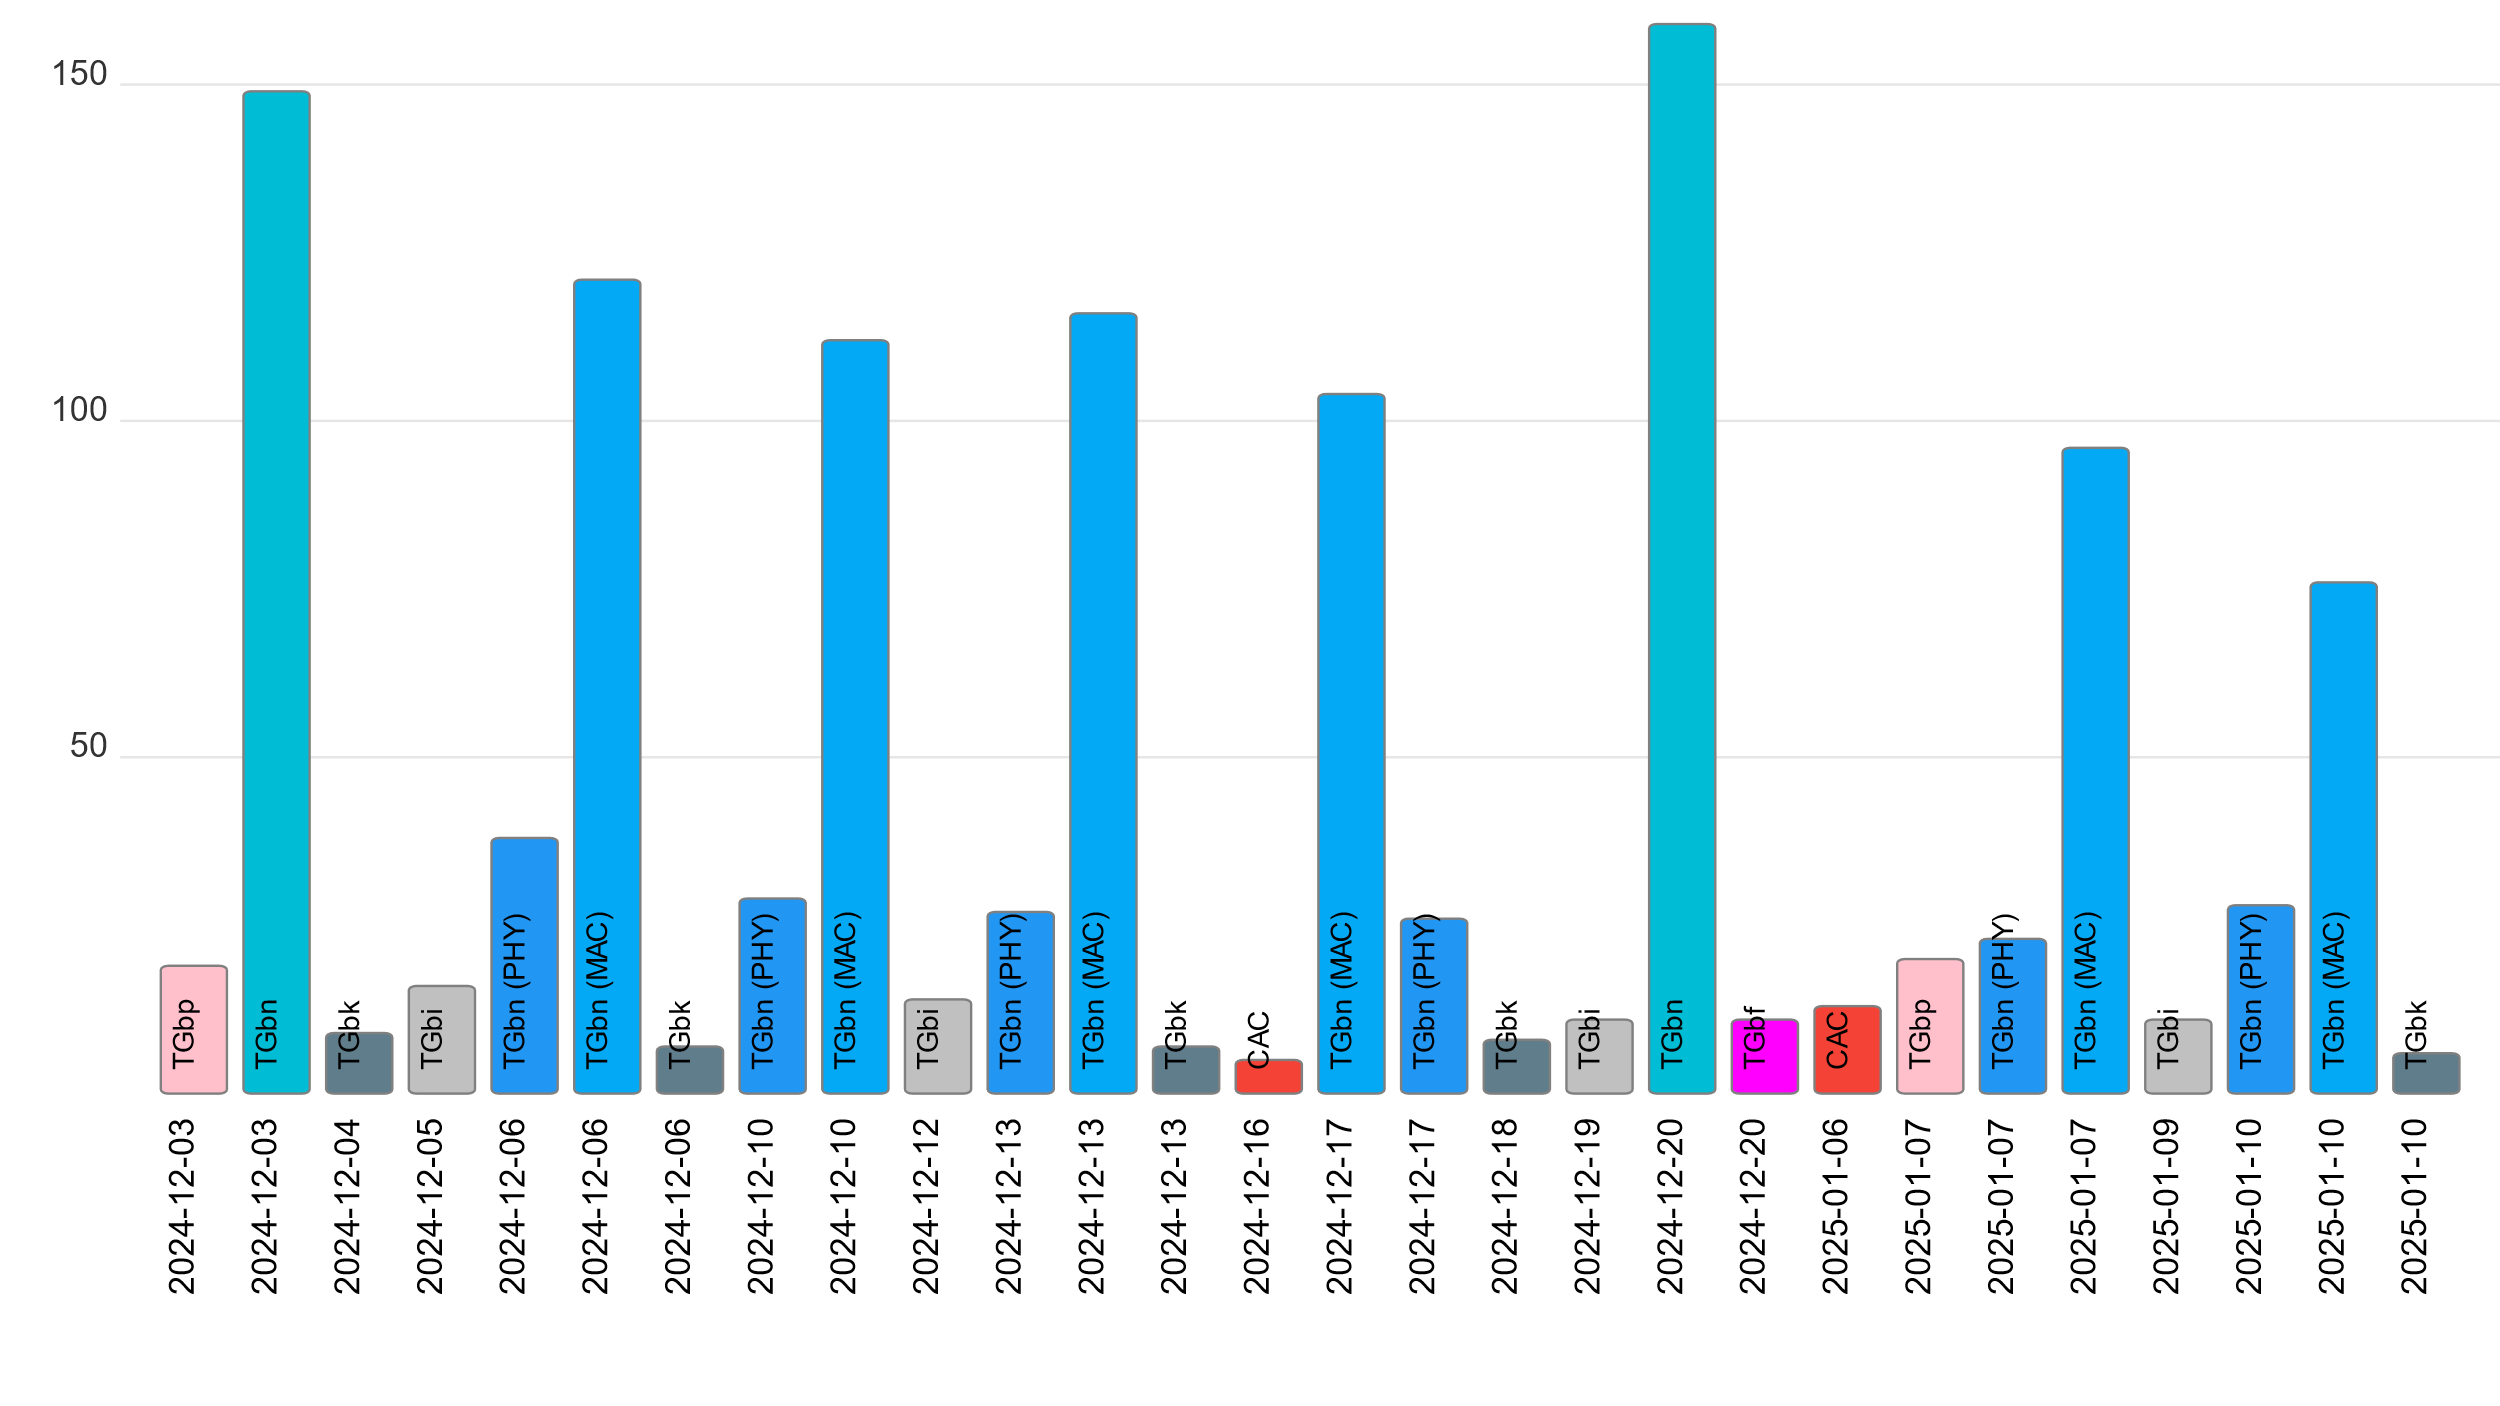 150
100
50
TGbp
TGbn
TGbk
TGbi
TGbn (PHY)
TGbn (MAC)
TGbk
TGbn (PHY)
TGbn (MAC)
TGbi
TGbn (PHY)
TGbn (MAC)
TGbk
CAC
TGbn (MAC)
TGbn (PHY)
TGbk
TGbi
TGbn
TGbf
CAC
TGbp
TGbn (PHY)
TGbn (MAC)
TGbi
TGbn (PHY)
TGbn (MAC)
TGbk
2024-12-03
2024-12-03
2024-12-04
2024-12-05
2024-12-06
2024-12-06
2024-12-06
2024-12-10
2024-12-10
2024-12-12
2024-12-13
2024-12-13
2024-12-13
2024-12-16
2024-12-17
2024-12-17
2024-12-18
2024-12-19
2024-12-20
2024-12-20
2025-01-06
2025-01-07
2025-01-07
2025-01-07
2025-01-09
2025-01-10
2025-01-10
2025-01-10